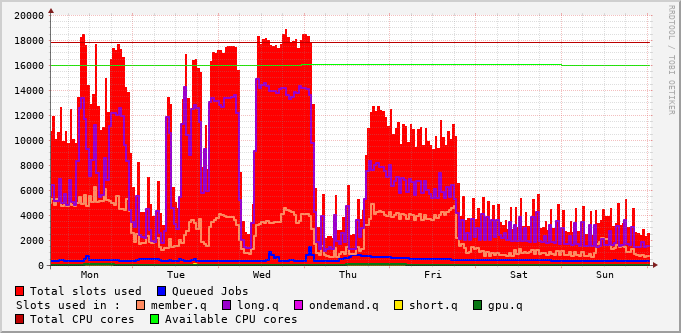 20000
18000
16000
14000
12000
10000
8000
6000
4000
2000
0
Mon Tue Wed Thu Fri Sat Sun
RRDTOOL / TOBI OETIKER
Total slots used Queued Jobs
Slots used in : member.q long.q ondemand.q short.q gpu.q
Total CPU cores Available CPU cores